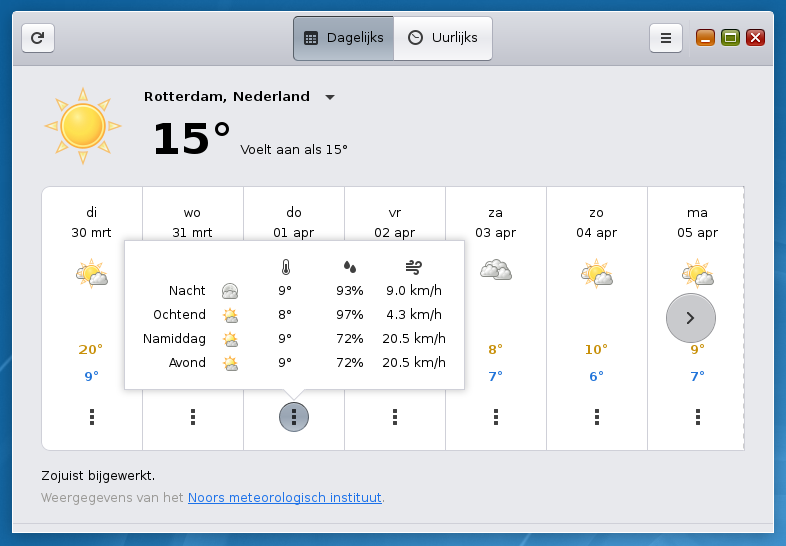 Dagelijks Uurlijks
Rotterdam, Nederland
15° Voelt aan als 15°
di wo do vr za zo ma
30 mrt 31 mrt 01 apr 02 apr 03 apr 04 apr 05 apr
Nacht 9° 93% 9.0 km/h
Ochtend 8° 97% 4.3 km/h
Namiddag 9° 72% 20.5 km/h
Avond 9° 72% 20.5 km/h
20° 8° 10° 9°
9° 7° 6° 7°
Zojuist bijgewerkt.
Weergegevens van het Noors meteorologisch instituut.